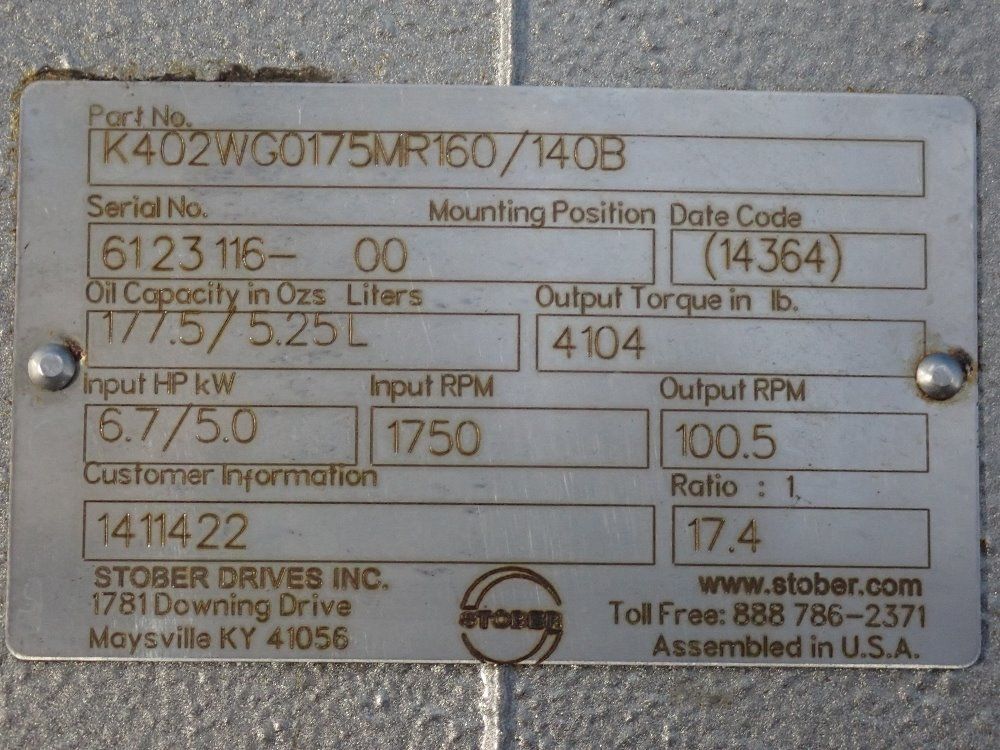 Part No.
K402WG0175MR160/140B
Serial No. Mounting Position Date Code
6123116- 00 (14364)
Oil Capacity in Ozs Liters Output Torque in lb.
177.5/5.25L 4104
Input HP kW Input RPM Output RPM
6.7/5.0 1750 100.5
Customer Information Ratio : 1
1411422 17.4
STOBER DRIVES INC. www.stober.com
1781 Downing Drive STOBER Toll Free: 888 786-2371
Maysville KY 41056 Assembled in U.S.A.